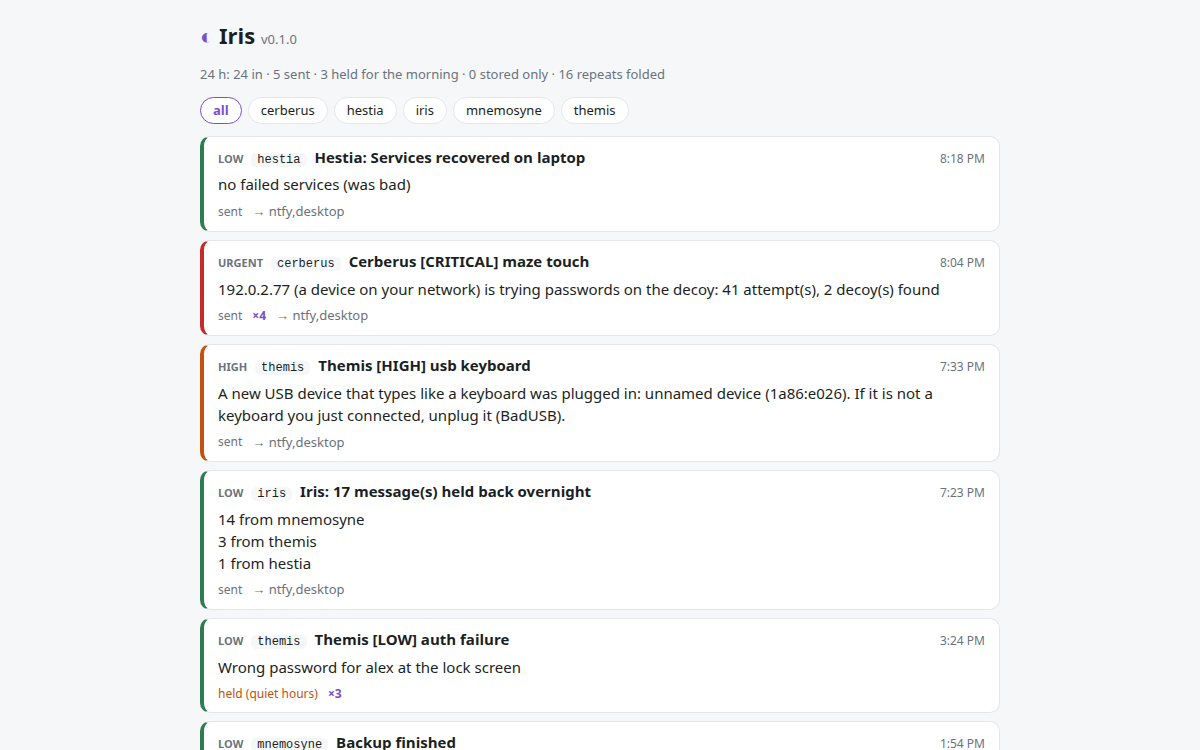 Iris v0.1.0
24 h: 24 in · 5 sent · 3 held for the morning · 0 stored only · 16 repeats folded
all cerberus hestia iris mnemosyne themis
LOW hestia Hestia: Services recovered on laptop 8:18 PM
no failed services (was bad)
sent → ntfy,desktop
URGENT cerberus Cerberus [CRITICAL] maze touch 8:04 PM
192.0.2.77 (a device on your network) is trying passwords on the decoy: 41 attempt(s), 2 decoy(s) found
sent ×4 → ntfy,desktop
HIGH themis Themis [HIGH] usb keyboard 7:33 PM
A new USB device that types like a keyboard was plugged in: unnamed device (1a86:e026). If it is not a
keyboard you just connected, unplug it (BadUSB).
sent → ntfy,desktop
LOW iris Iris: 17 message(s) held back overnight 7:23 PM
14 from mnemosyne
3 from themis
1 from hestia
sent → ntfy,desktop
LOW themis Themis [LOW] auth failure 3:24 PM
Wrong password for alex at the lock screen
held (quiet hours) ×3
LOW mnemosyne Backup finished 1:54 PM